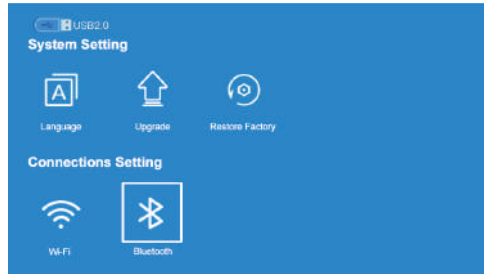 USB2.0
System Setting
A
Language Upgrade Restore Factory
Connections Setting
Wi-Fi Bluetooth